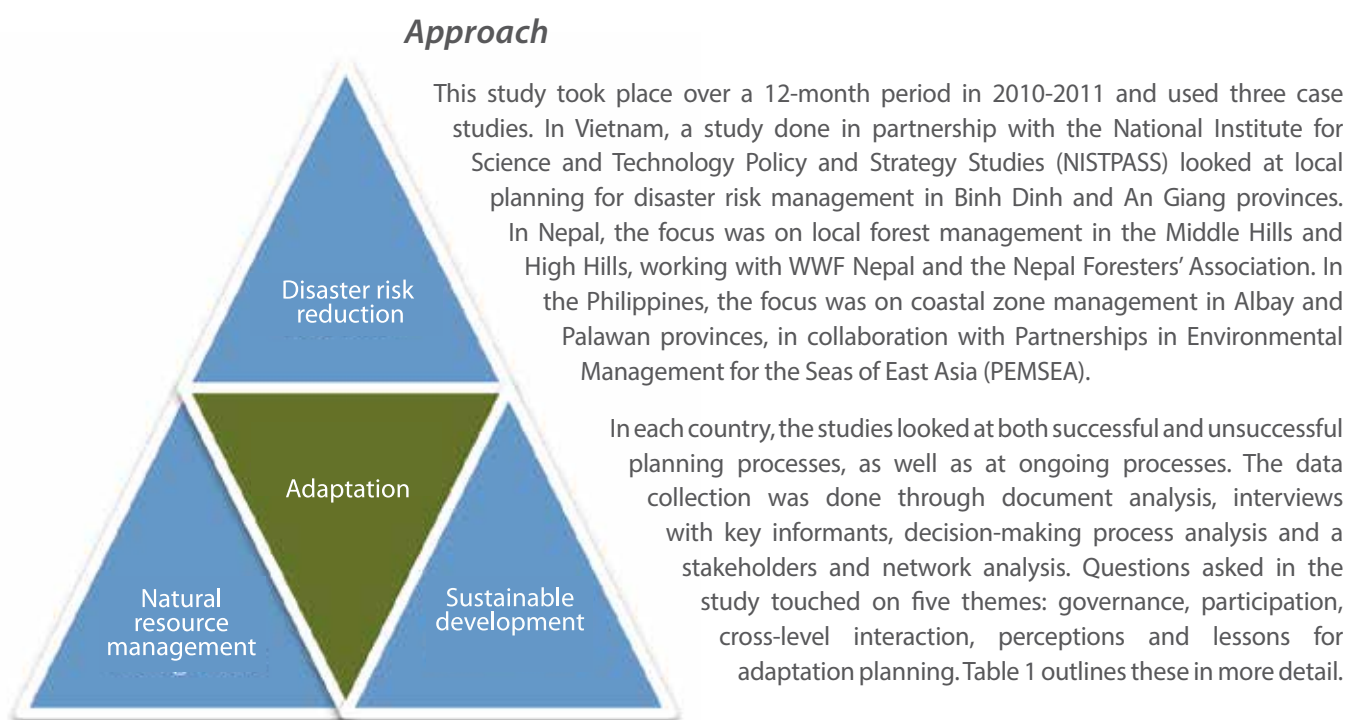 Approach
This study took place over a 12-month period in 2010-2011 and used three case
studies. In Vietnam, a study done in partnership with the National Institute for
Science and Technology Policy and Strategy Studies (NISTPASS) looked at local
planning for disaster risk management in Binh Dinh and An Giang provinces.
In Nepal, the focus was on local forest management in the Middle Hills and
High Hills, working with WWF Nepal and the Nepal Foresters’ Association. In
the Philippines, the focus was on coastal zone management in Albay and
Palawan provinces, in collaboration with Partnerships in Environmental
Management for the Seas of East Asia (PEMSEA).
In each country, the studies looked at both successful and unsuccessful
planning processes, as well as at ongoing processes. The data
collection was done through document analysis, interviews
with key informants, decision-making process analysis and a
stakeholders and network analysis. Questions asked in the
study touched on five themes: governance, participation,
cross-level interaction, perceptions and lessons for
adaptation planning. Table 1 outlines these in more detail.
Disaster risk
reduction
Adaptation
Natural
resource
management
Sustainable
development